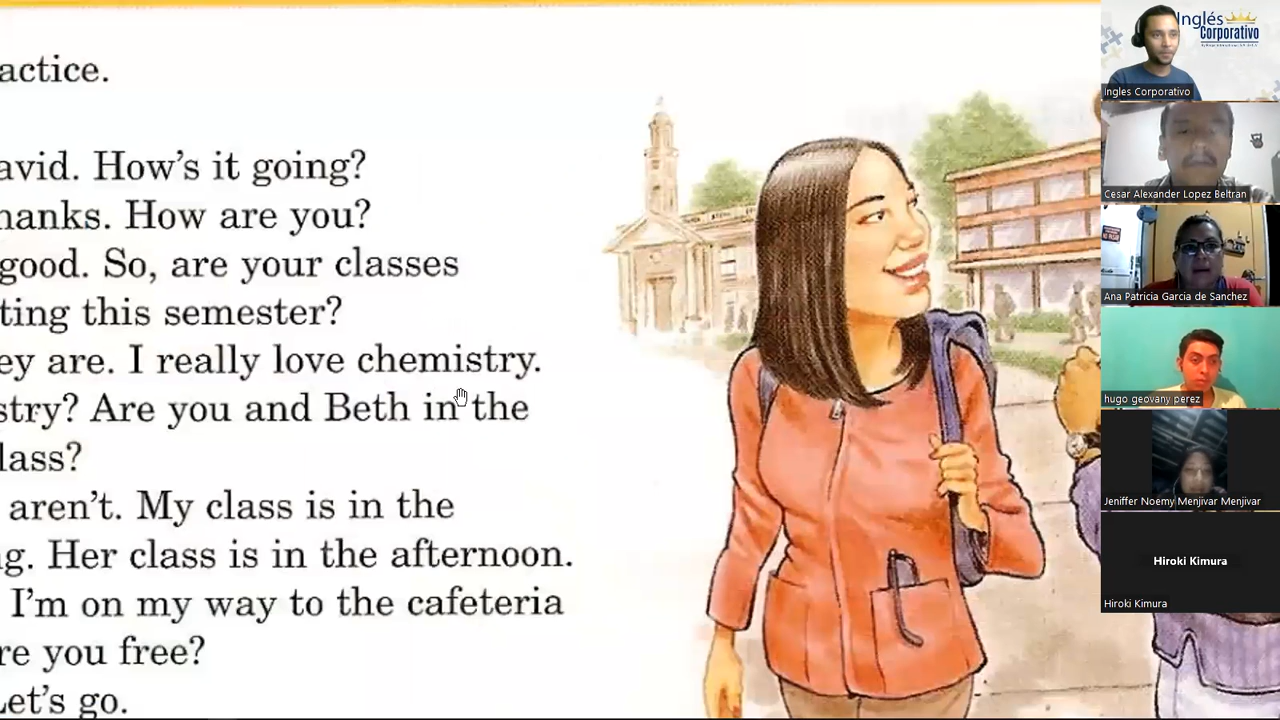 actice.
avid. How's it going?
hanks. How are you?
good. So, are your classes
ting this semester?
ey are. I really love chemistry.
stry? Are you and Beth in the
lass?
aren't. My class is in the
g. Her class is in the afternoon.
I'm on my way to the cafeteria
re you free?
Let's go.
Inglés
Corporativo
Ingles Corporativo
Cesar Alexander Lopez Beltran
Ana Patricia Garcia de Sanchez
hugo geovany perez
Jeniffer Noemy Menjivar Menjivar
Hiroki Kimura
Hiroki Kimura